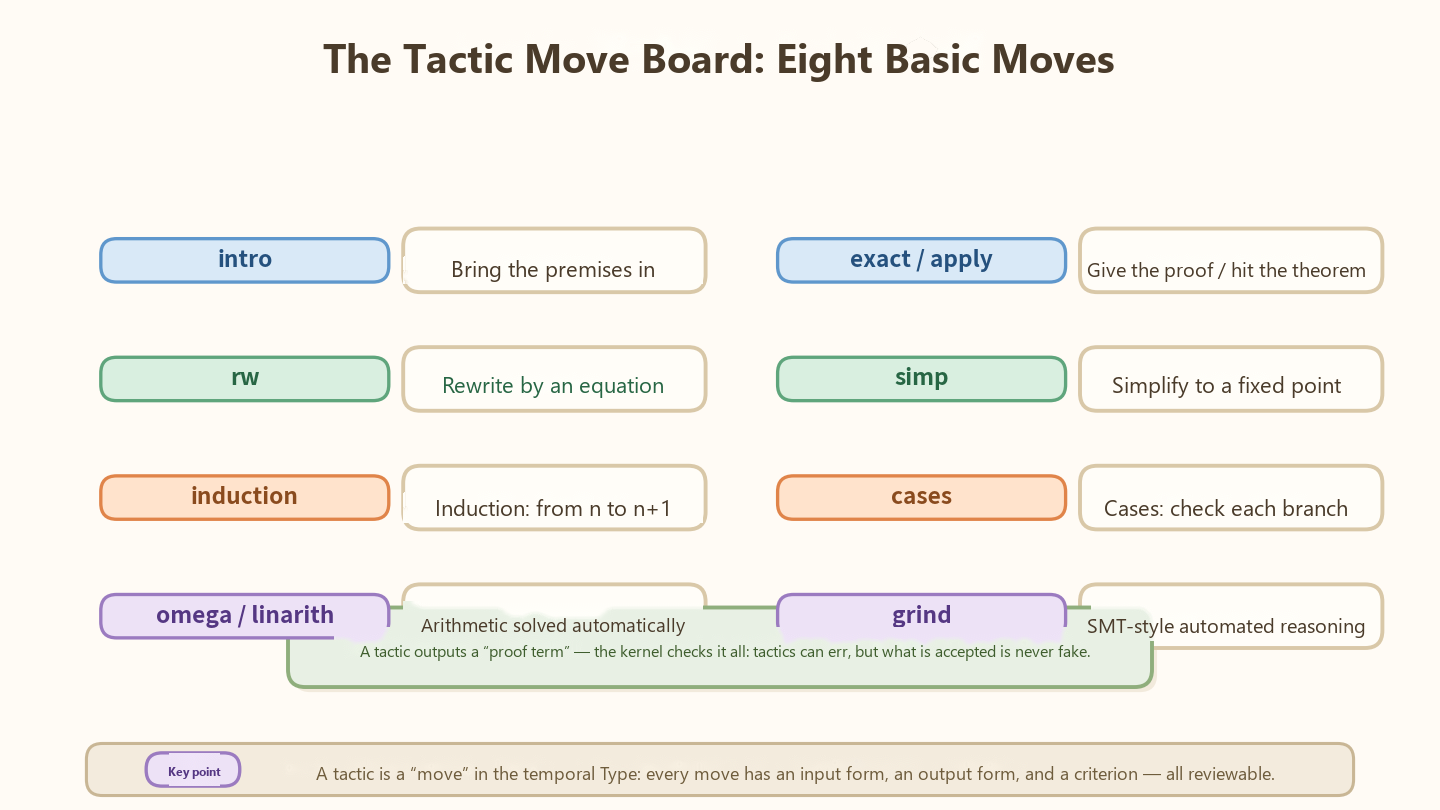 The Tactic Move Board: Eight Basic Moves
intro
Bring the premises in
exact / apply
Give the proof / hit the theorem
rw
Rewrite by an equation
simp
Simplify to a fixed point
induction
Induction: from n to n+1
cases
Cases: check each branch
omega / linarith
Arithmetic solved automatically
grind
SMT-style automated reasoning
A tactic outputs a “proof term” — the kernel checks it all: tactics can err, but what is accepted is never fake.
Key point
A tactic is a “move” in the temporal Type: every move has an input form, an output form, and a criterion — all reviewable.